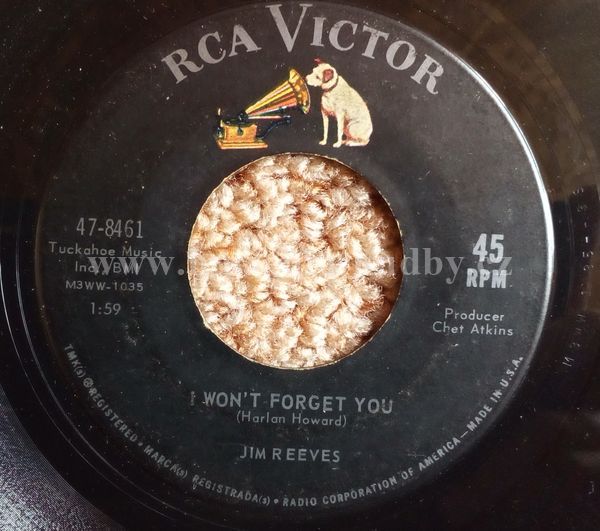 RCA VICTOR
47-8461
Tuckahoe Music
Inc., BMI
M3WW-1035
1:59
45
RPM
Producer
Chet Atkins
I WON'T FORGET YOU
(Harlan Howard)
JIM REEVES
TMK(s) ® REGISTERED • MARCA(s) REGISTRADA(s) • RADIO CORPORATION OF AMERICA—MADE IN U.S.A.